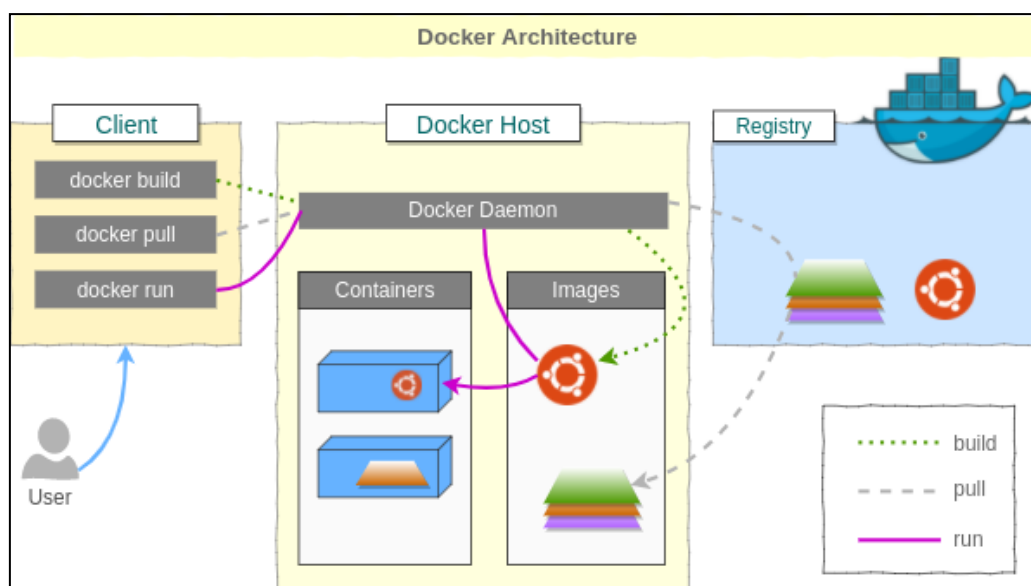 Docker Architecture
Client
Docker Host
Registry
docker build
docker pull
docker run
Docker Daemon
Containers
Images
User
build
pull
run